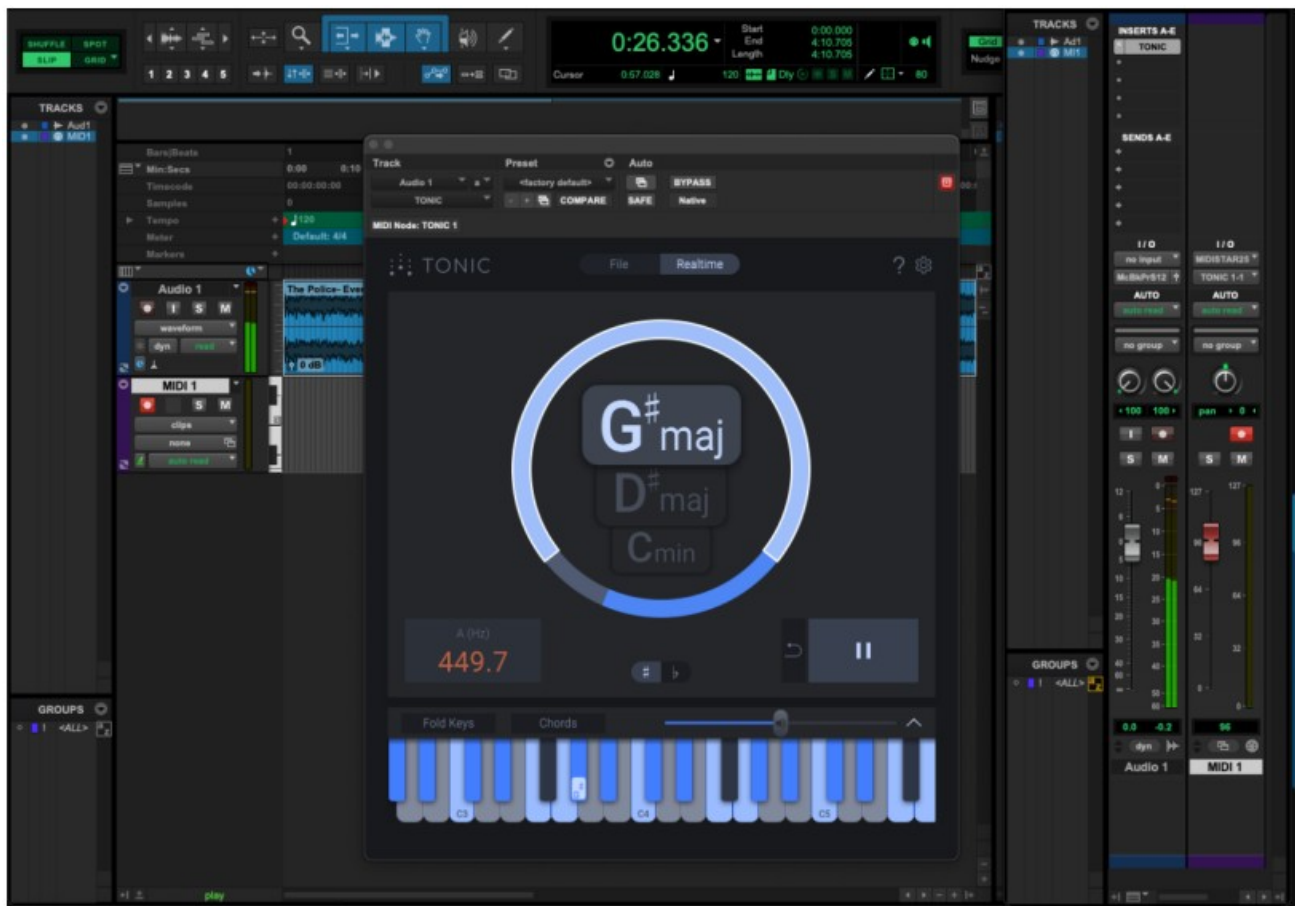 SHUFFLE SPOT
SLIP GRID
1 2 3 4 5
0:26.336
Start 0:00.000
End 4:10.705
Length 4:10.705
Cursor 0:57.028
120 Dly 80
Grid
Nudge
TRACKS
Aud1
MID1
Bars|Beats 1
Min:Secs 0:00 0:10
Timecode 00:00:00:00
Samples 0
Tempo 120
Meter Default: 4/4
Markers
Audio 1
I S M
waveform
dyn read
The Police- Eve
0 dB
MIDI 1
S M
clips
none
auto read
GROUPS
1 <ALL>
play
Track Preset Auto
Audio 1 a <factory default> BYPASS
TONIC - + COMPARE SAFE Native
MIDI Node: TONIC 1
TONIC File Realtime ?
G♯maj
D♯maj
Cmin
A (Hz)
449.7
♯ ♭
Fold Keys Chords
C3 C4 C5
TRACKS
Ad1
MI1
GROUPS
1 <ALL>
INSERTS A-E
TONIC
SENDS A-E
I / O I / O
no input MIDISTAR25
McBkPrS12 TONIC 1-1
AUTO AUTO
auto read auto read
no group no group
100 100 pan 0
I
S M S M
0.0 -0.2 96
dyn
Audio 1 MIDI 1